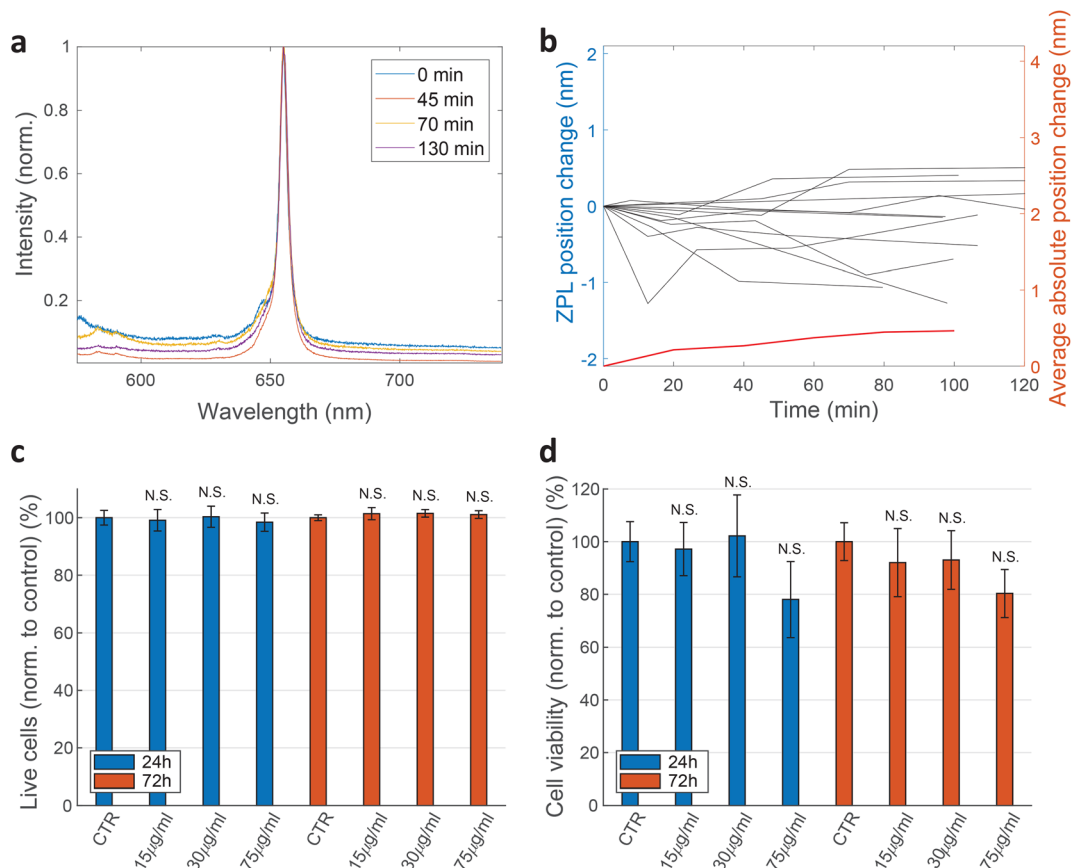 a
Intensity (norm.)
1
0.8
0.6
0.4
0.2
600
650
700
Wavelength (nm)
0 min
45 min
70 min
130 min
b
ZPL position change (nm)
2
1
0
-1
-2
0
20
40
60
80
100
120
Time (min)
4
3
2
1
0
Average absolute position change (nm)
c
Live cells (norm. to control) (%)
100
80
60
40
20
0
N.S.
N.S.
N.S.
N.S.
N.S.
N.S.
24h
72h
CTR
15µg/ml
30µg/ml
75µg/ml
CTR
15µg/ml
30µg/ml
75µg/ml
d
Cell viability (norm. to control) (%)
120
100
80
60
40
20
0
N.S.
N.S.
N.S.
N.S.
N.S.
N.S.
24h
72h
CTR
15µg/ml
30µg/ml
75µg/ml
CTR
15µg/ml
30µg/ml
75µg/ml